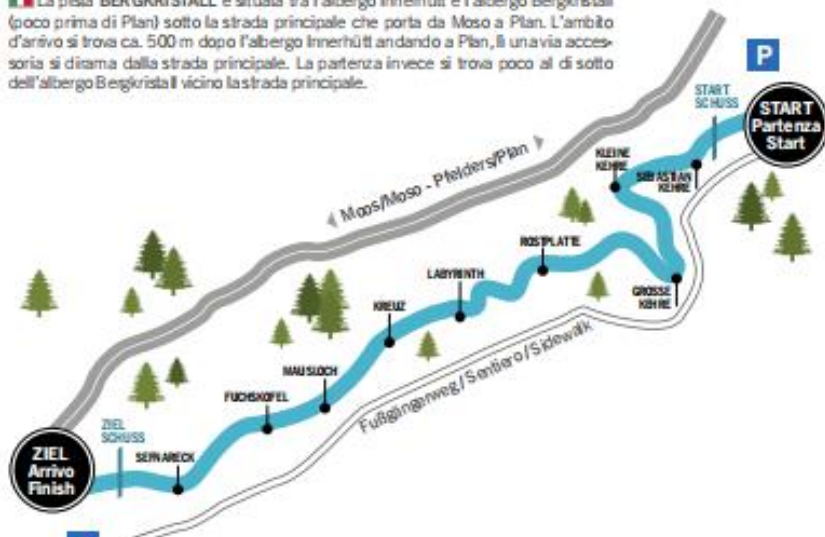 La pista BERGKRISTALL è situata tra l'albergo Innerhütt e l'albergo Bergkristall
(poco prima di Plan) sotto la strada principale che porta da Moso a Plan. L'ambito
d'arrivo si trova ca. 500 m dopo l'albergo Innerhütt andando a Plan, lì una via acces-
soria si dirama dalla strada principale. La partenza invece si trova poco al di sotto
dell'albergo Bergkristall vicino la strada principale.
P
START
SCHUSS
START
Partenza
Start
KLEINE
KEHRE
SEBASTIAN
KEHRE
Moos/Moso - Pfelders/Plan
ROSTPLATTE
LABYRINTH
GROSSE
KEHRE
KREUZ
MAUSLOCH
Fußgängerweg / Sentiero / Sidewalk
FUCHSKOFEL
ZIEL
SCHUSS
SEFNARECK
ZIEL
Arrivo
Finish